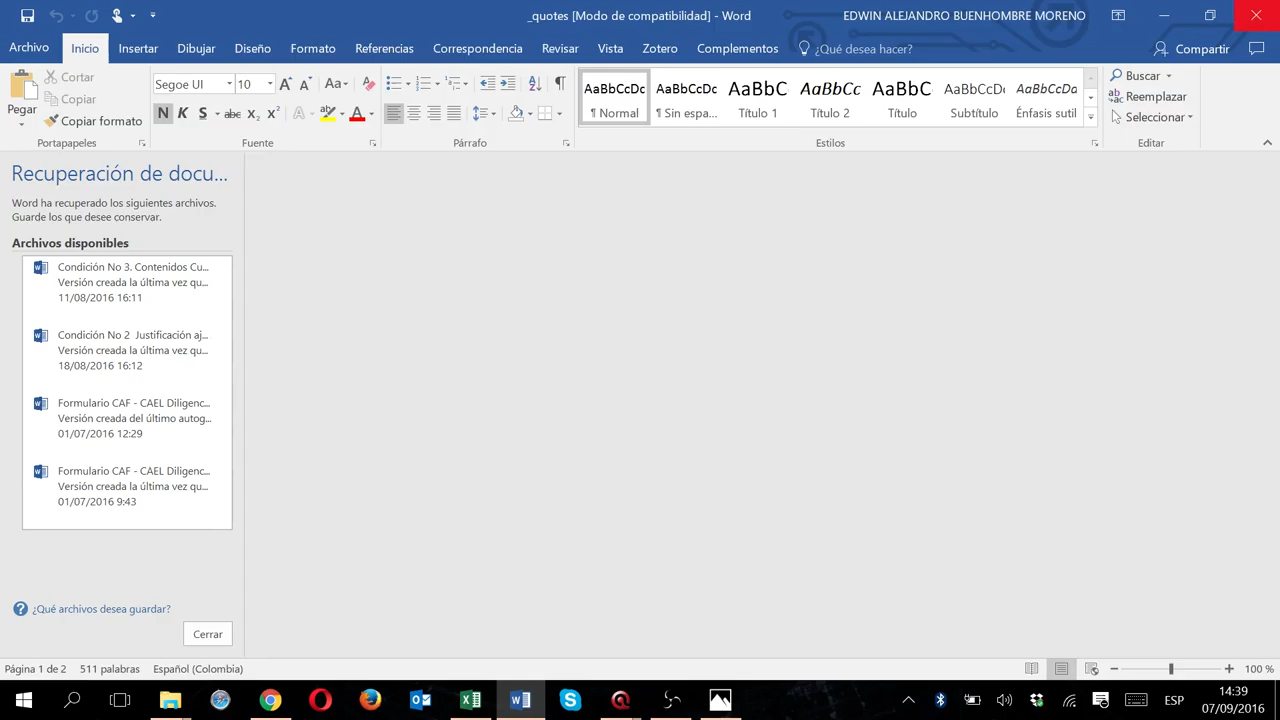 _quotes [Modo de compatibilidad] - Word
EDWIN ALEJANDRO BUENHOMBRE MORENO
Archivo Inicio Insertar Dibujar Diseño Formato Referencias Correspondencia Revisar Vista Zotero Complementos ¿Qué desea hacer? Compartir
Pegar
Cortar
Copiar
Copiar formato
Portapapeles
Segoe UI 10
N K S abc X₂ X²
Fuente
Párrafo
AaBbCcDc AaBbCcDc AaBbC AaBbCc AaBbC AaBbCcDc AaBbCcDa
¶ Normal ¶ Sin espa... Título 1 Título 2 Título Subtítulo Énfasis sutil
Estilos
Buscar
Reemplazar
Seleccionar
Editar
Recuperación de docu...
Word ha recuperado los siguientes archivos.
Guarde los que desee conservar.
Archivos disponibles
Condición No 3. Contenidos Cu...
Versión creada la última vez qu...
11/08/2016 16:11
Condición No 2 Justificación aj...
Versión creada la última vez qu...
18/08/2016 16:12
Formulario CAF - CAEL Diligenc...
Versión creada del último autog...
01/07/2016 12:29
Formulario CAF - CAEL Diligenc...
Versión creada la última vez qu...
01/07/2016 9:43
¿Qué archivos desea guardar?
Cerrar
Página 1 de 2 511 palabras Español (Colombia)
100 %
ESP
14:39
07/09/2016